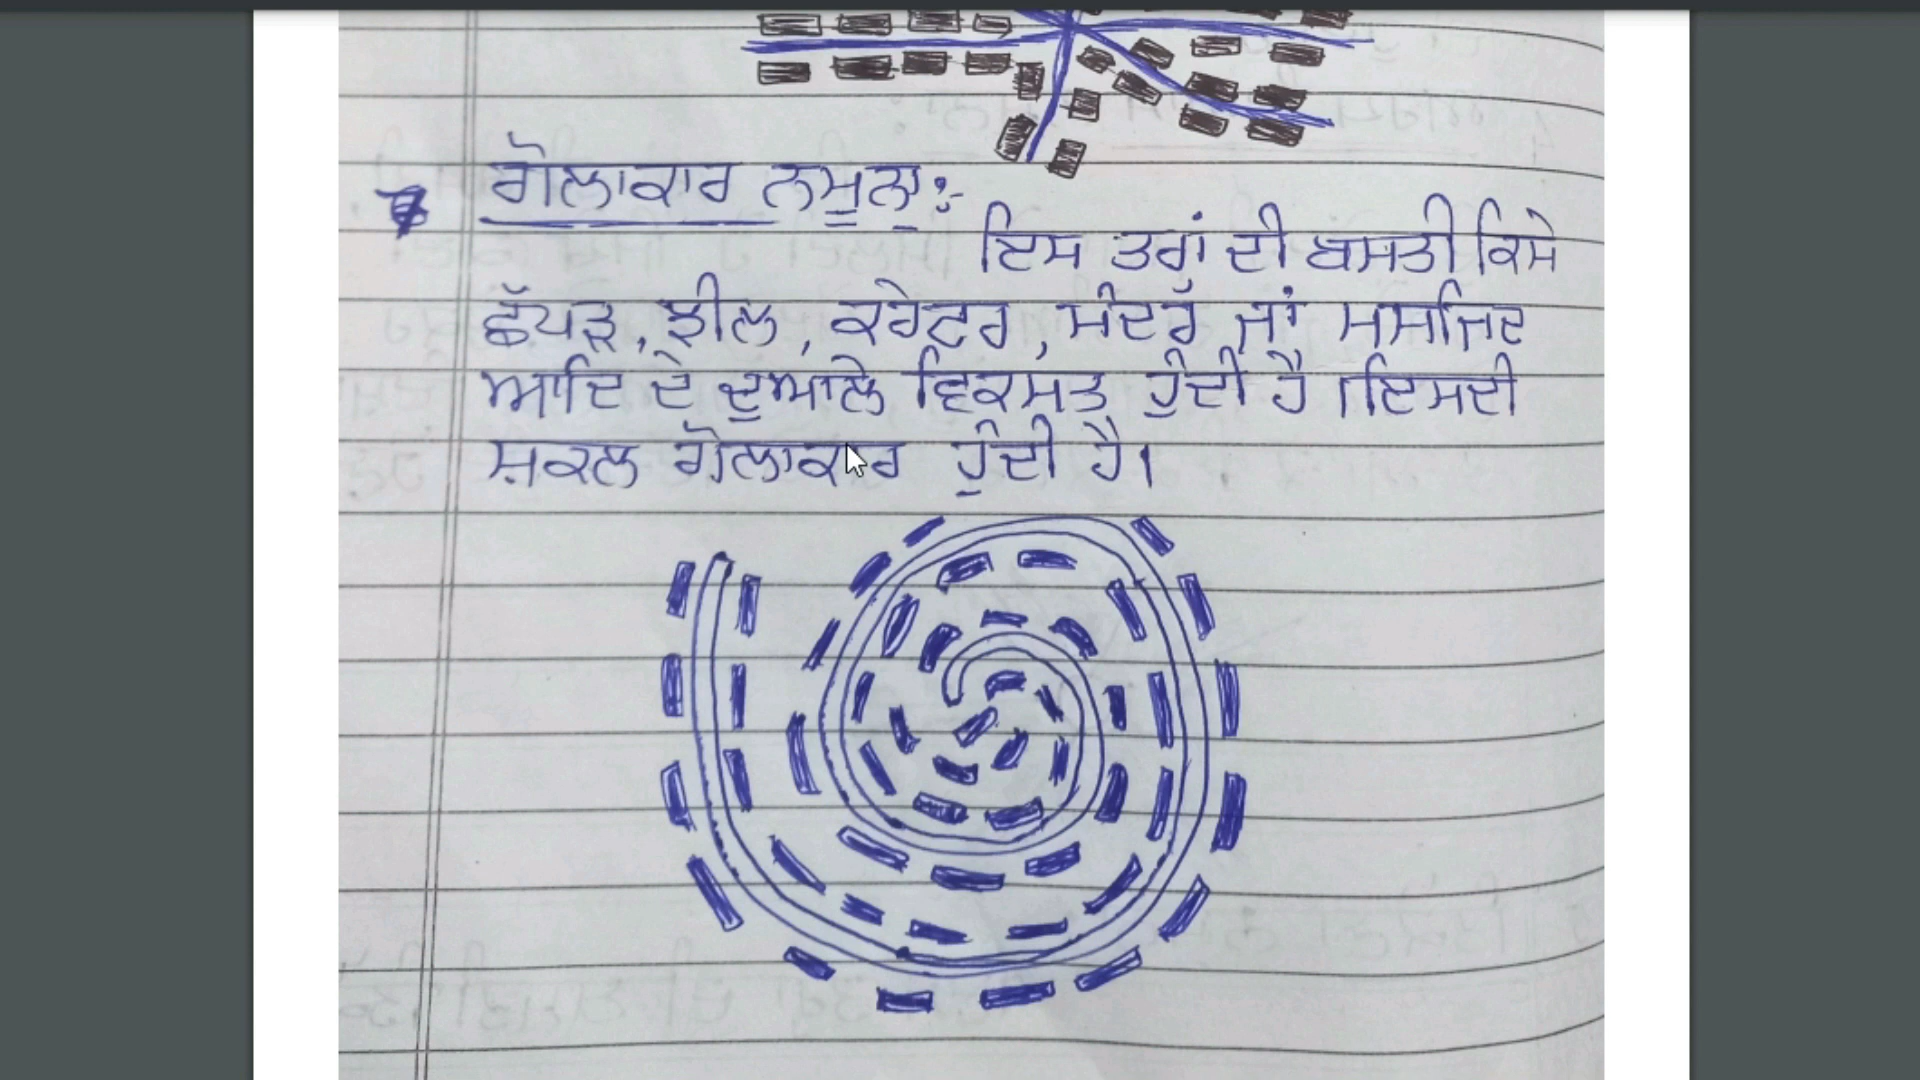 ਗੋਲਾਕਾਰ ਨਮੂਨਾ:-
ਇਸ ਤਰ੍ਹਾਂ ਦੀ ਬਸਤੀ ਕਿਸੇ
ਛੱਪੜ, ਝੀਲ, ਕਰੇਟਰ, ਮੰਦਰ ਜਾਂ ਮਸਜਿਦ
ਆਦਿ ਦੇ ਦੁਆਲੇ ਵਿਕਸਤ ਹੁੰਦੀ ਹੈ। ਇਸਦੀ
ਸ਼ਕਲ ਗੋਲਾਕਾਰ ਹੁੰਦੀ ਹੈ।